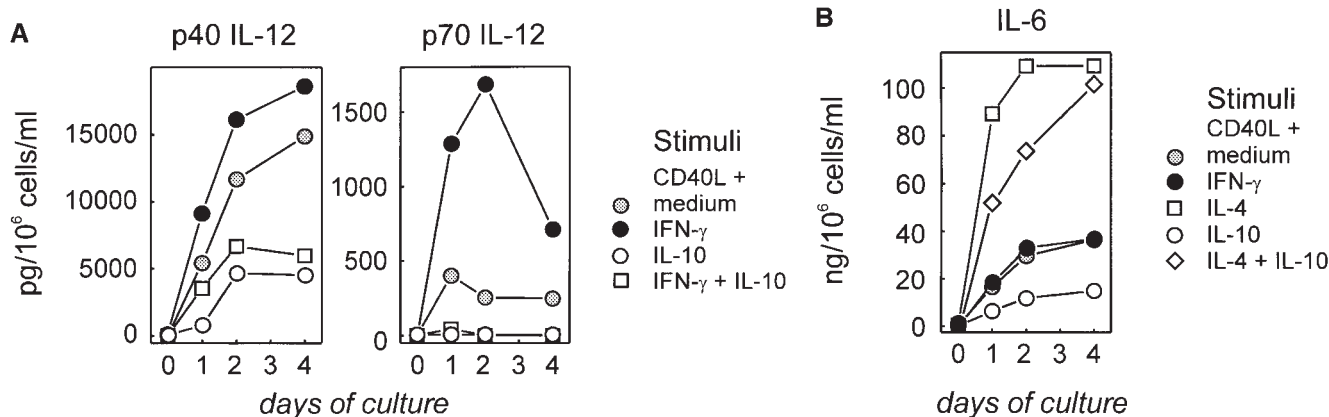 A
p40 IL-12
p70 IL-12
pg/10⁶ cells/ml
15000
10000
5000
0
0 1 2 3 4
1500
1000
500
0
0 1 2 3 4
days of culture
Stimuli
CD40L +
medium
IFN-γ
IL-10
IFN-γ + IL-10
B
IL-6
ng/10⁶ cells/ml
100
80
60
40
20
0
0 1 2 3 4
days of culture
Stimuli
CD40L +
medium
IFN-γ
IL-4
IL-10
IL-4 + IL-10